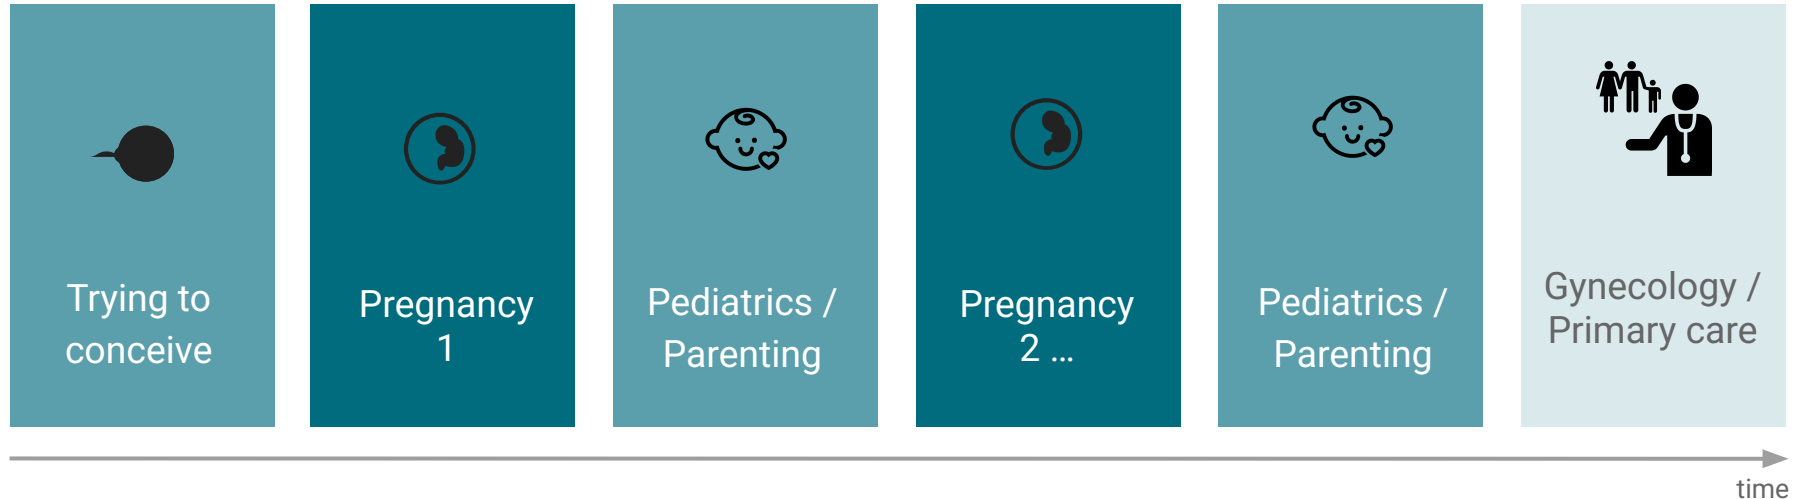 Trying to
conceive
Pregnancy
1
Pediatrics /
Parenting
Pregnancy
2 ...
Pediatrics /
Parenting
Gynecology /
Primary care
time